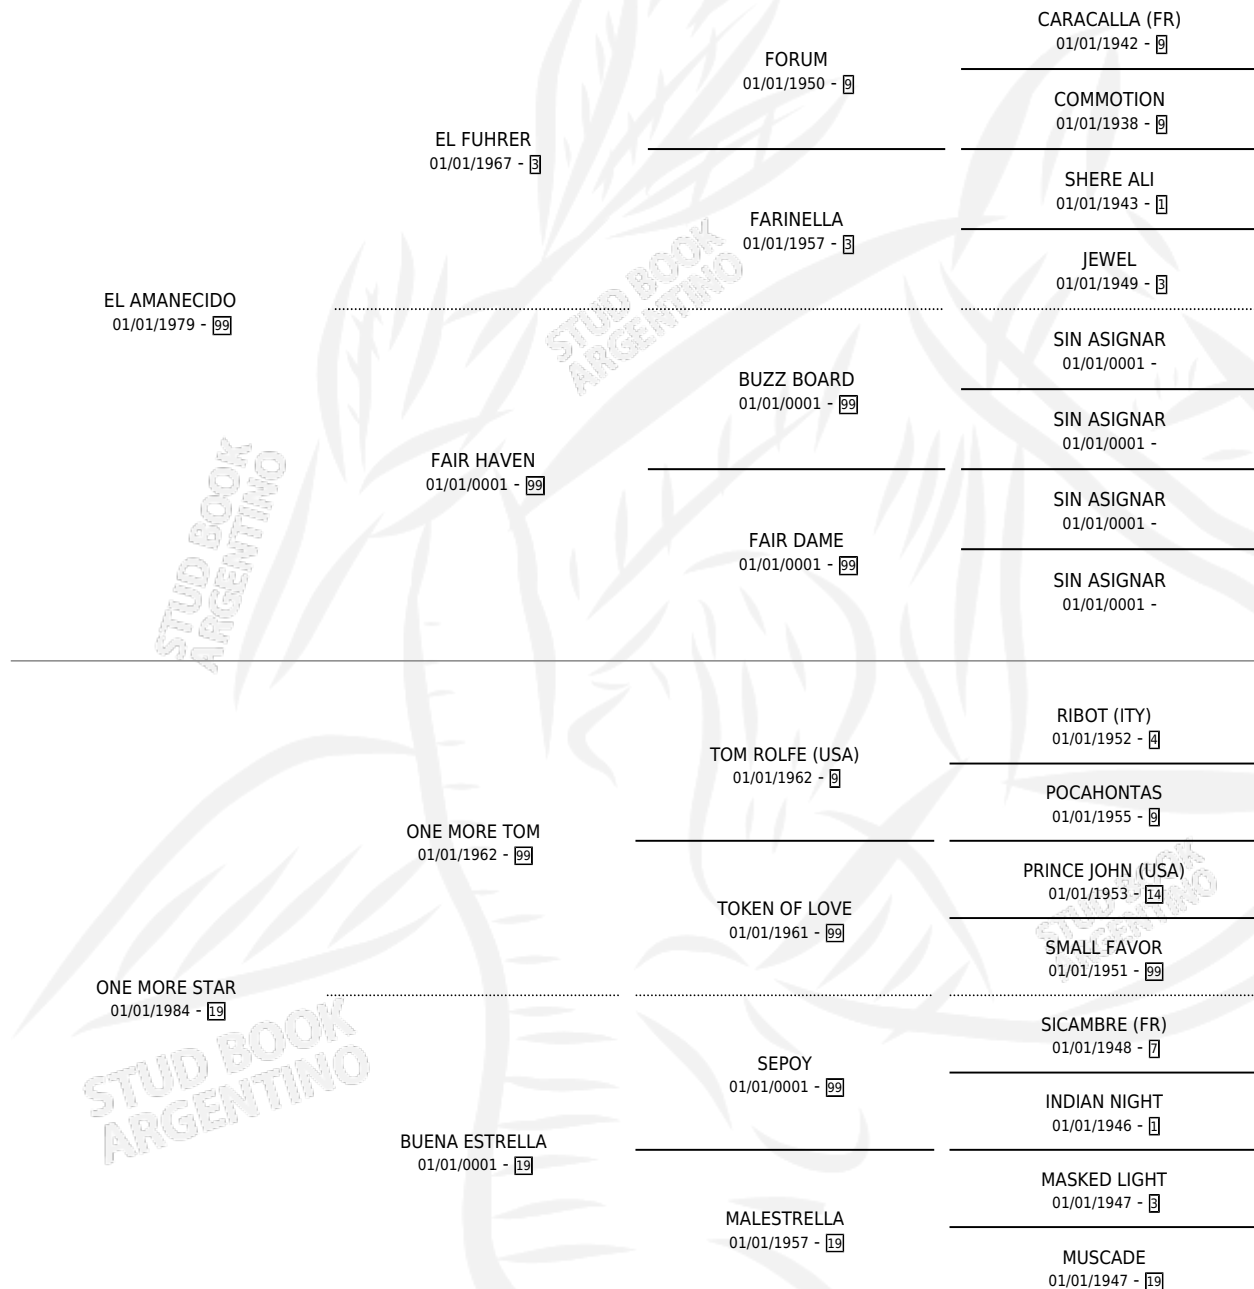 CARACALLA (FR)
01/01/1942 - 9
FORUM
01/01/1950 - 9
COMMOTION
01/01/1938 - 9
EL FUHRER
01/01/1967 - 3
SHERE ALI
01/01/1943 - 1
FARINELLA
01/01/1957 - 3
JEWEL
01/01/1949 - 3
EL AMANECIDO
01/01/1979 - 99
SIN ASIGNAR
01/01/0001 -
BUZZ BOARD
01/01/0001 - 99
SIN ASIGNAR
01/01/0001 -
FAIR HAVEN
01/01/0001 - 99
SIN ASIGNAR
01/01/0001 -
FAIR DAME
01/01/0001 - 99
SIN ASIGNAR
01/01/0001 -
RIBOT (ITY)
01/01/1952 - 4
TOM ROLFE (USA)
01/01/1962 - 9
POCAHONTAS
01/01/1955 - 9
ONE MORE TOM
01/01/1962 - 99
PRINCE JOHN (USA)
01/01/1953 - 14
TOKEN OF LOVE
01/01/1961 - 99
SMALL FAVOR
01/01/1951 - 99
ONE MORE STAR
01/01/1984 - 19
SICAMBRE (FR)
01/01/1948 - 7
SEPOY
01/01/0001 - 99
INDIAN NIGHT
01/01/1946 - 1
BUENA ESTRELLA
01/01/0001 - 19
MASKED LIGHT
01/01/1947 - 3
MALESTRELLA
01/01/1957 - 19
MUSCADE
01/01/1947 - 19
STUD BOOK
ARGENTINO
STUD BOOK
ARGENTINO
STUD BOOK
ARGENTINO
STUD BOOK
ARGENTINO